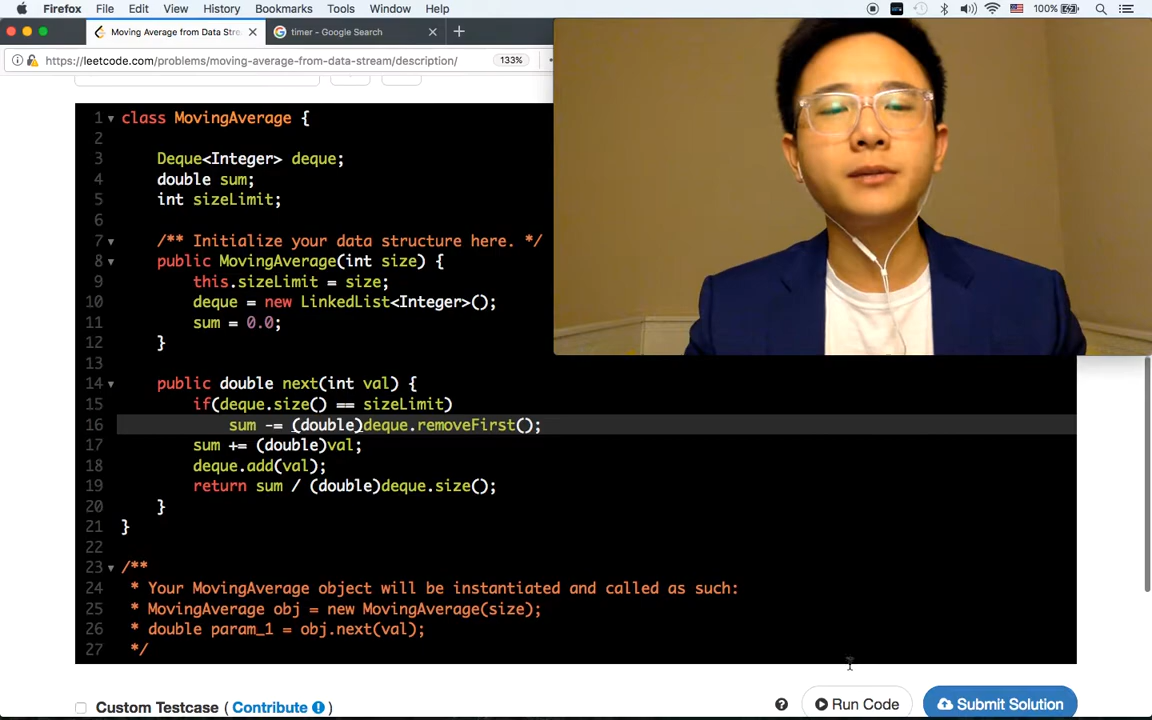 Firefox File Edit View History Bookmarks Tools Window Help 100%
Moving Average from Data Stre
timer - Google Search
https://leetcode.com/problems/moving-average-from-data-stream/description/ 133%
1 class MovingAverage {
2
3 Deque<Integer> deque;
4 double sum;
5 int sizeLimit;
6
7 /** Initialize your data structure here. */
8 public MovingAverage(int size) {
9 this.sizeLimit = size;
10 deque = new LinkedList<Integer>();
11 sum = 0.0;
12 }
13
14 public double next(int val) {
15 if(deque.size() == sizeLimit)
16 sum -= (double)deque.removeFirst();
17 sum += (double)val;
18 deque.add(val);
19 return sum / (double)deque.size();
20 }
21 }
22
23 /**
24 * Your MovingAverage object will be instantiated and called as such:
25 * MovingAverage obj = new MovingAverage(size);
26 * double param_1 = obj.next(val);
27 */
Custom Testcase ( Contribute ! )
? Run Code Submit Solution